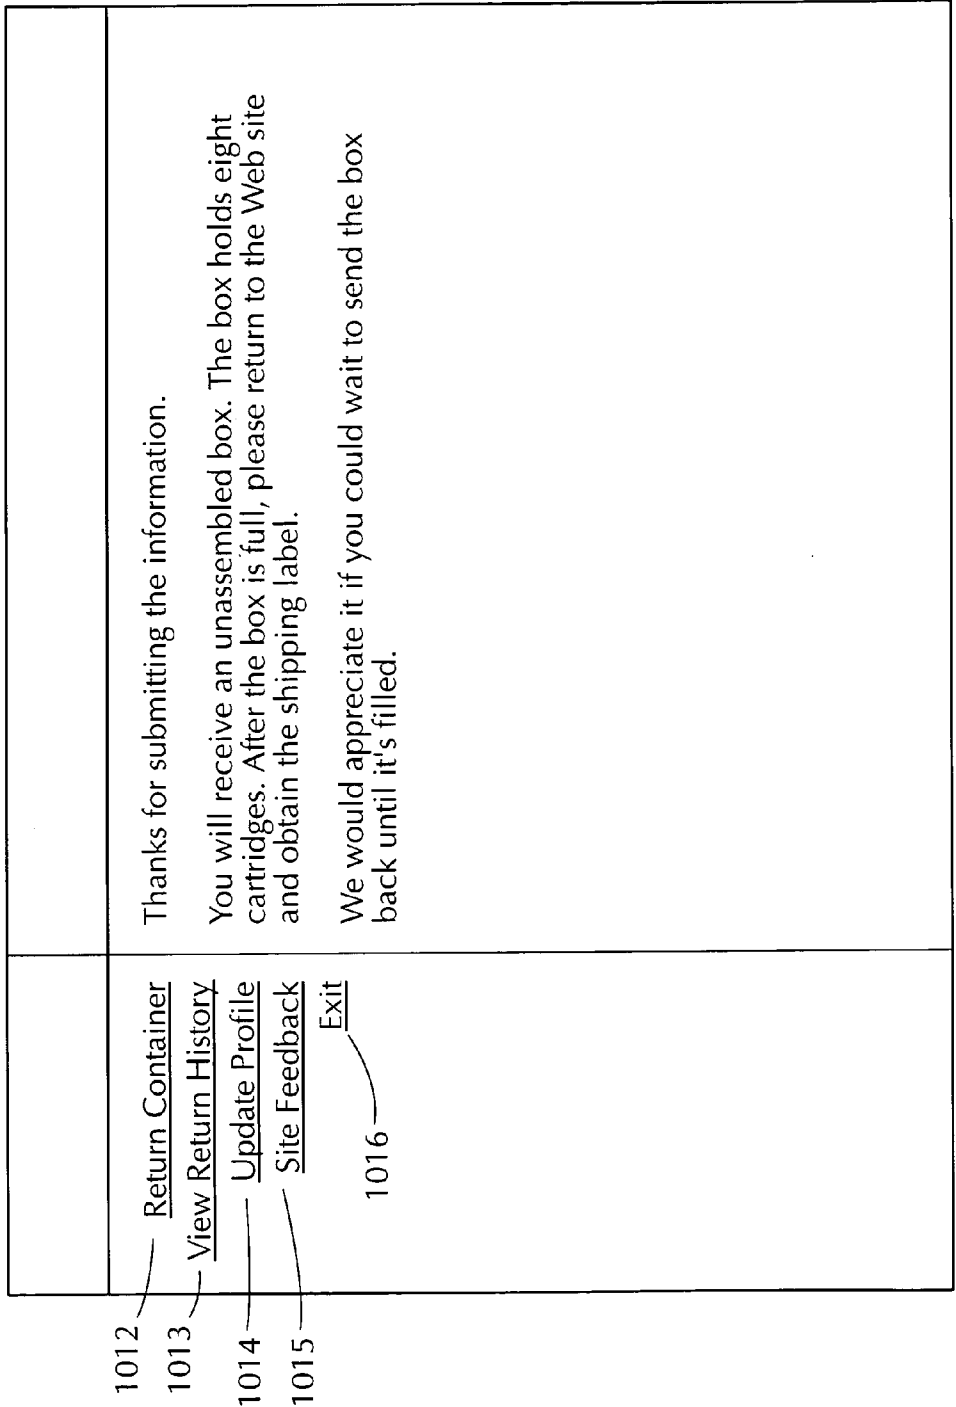 1012
Return Container
1013
View Return History
1014
Update Profile
1015
Site Feedback
Exit
1016
Thanks for submitting the information.
You will receive an unassembled box. The box holds eight
cartridges. After the box is full, please return to the Web site
and obtain the shipping label.
We would appreciate it if you could wait to send the box
back until it's filled.